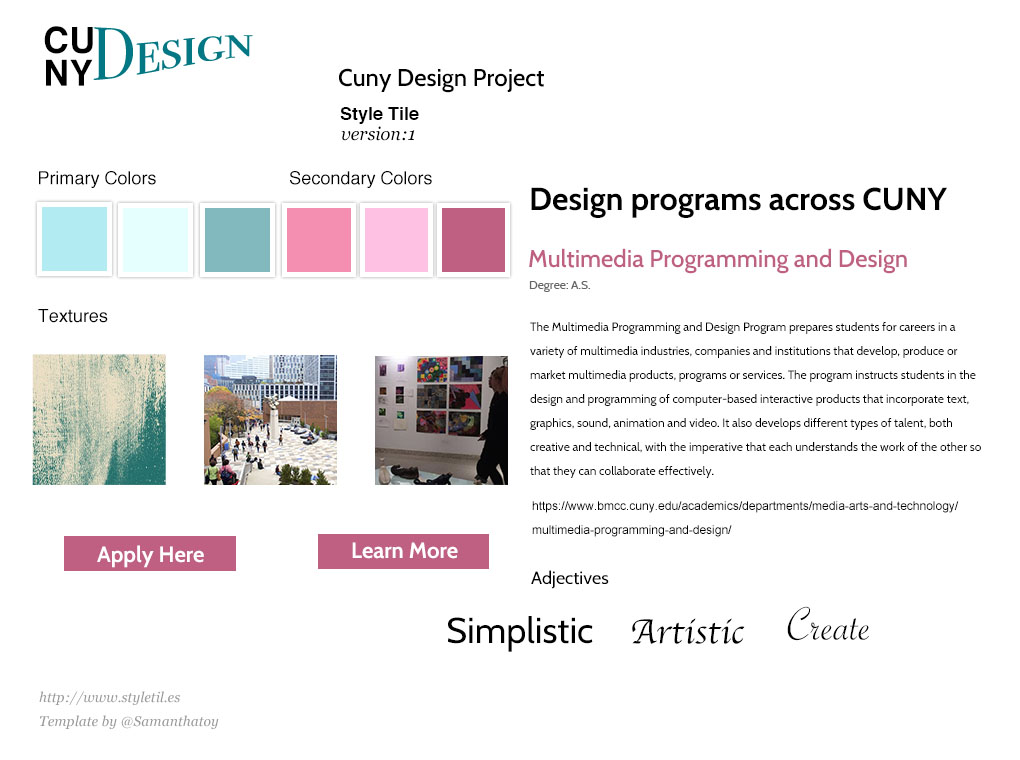 CU
NY DESIGN
Cuny Design Project
Style Tile
version:1
Primary Colors
Secondary Colors
Textures
Apply Here
Learn More
Design programs across CUNY
Multimedia Programming and Design
Degree: A.S.
The Multimedia Programming and Design Program prepares students for careers in a
variety of multimedia industries, companies and institutions that develop, produce or
market multimedia products, programs or services. The program instructs students in the
design and programming of computer-based interactive products that incorporate text,
graphics, sound, animation and video. It also develops different types of talent, both
creative and technical, with the imperative that each understands the work of the other so
that they can collaborate effectively.
https://www.bmcc.cuny.edu/academics/departments/media-arts-and-technology/
multimedia-programming-and-design/
Adjectives
Simplistic Artistic Create
http://www.styletil.es
Template by @Samanthatoy